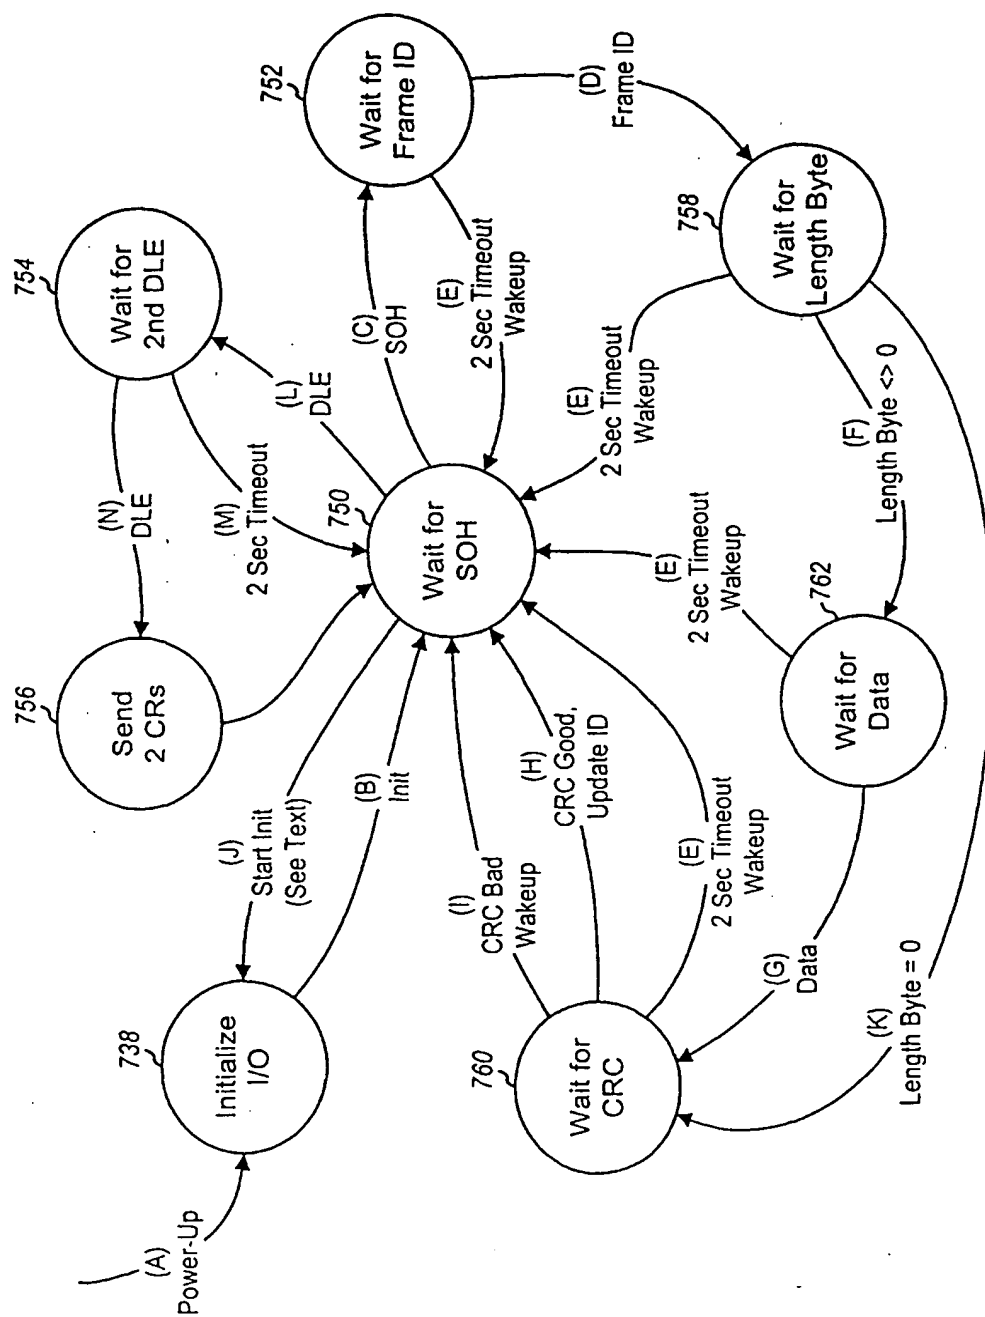 (A)
Power-Up
738
Initialize
I/O
(J)
Start Init
(See Text)
(B)
Init
756
Send
2 CRs
(N)
DLE
(M)
2 Sec Timeout
754
Wait for
2nd DLE
(L)
DLE
750
Wait for
SOH
(C)
SOH
752
Wait for
Frame ID
(E)
2 Sec Timeout
Wakeup
(D)
Frame ID
758
Wait for
Length Byte
(E)
2 Sec Timeout
Wakeup
(F)
Length Byte <> 0
762
Wait for
Data
(E)
2 Sec Timeout
Wakeup
(G)
Data
(K)
Length Byte = 0
760
Wait for
CRC
(I)
CRC Bad
Wakeup
(H)
CRC Good,
Update ID
(E)
2 Sec Timeout
Wakeup